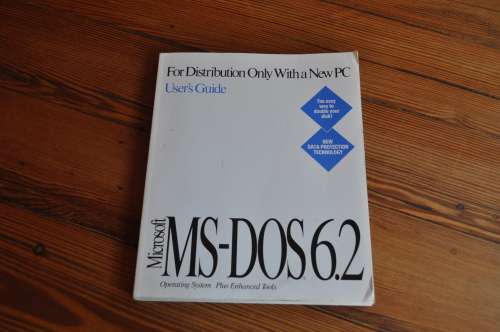 For Distribution Only With a New PC
User's Guide
The easy
way to
double your
disk!
NEW
DATA PROTECTION
TECHNOLOGY
Microsoft
MS-DOS 6.2
Operating System Plus Enhanced Tools